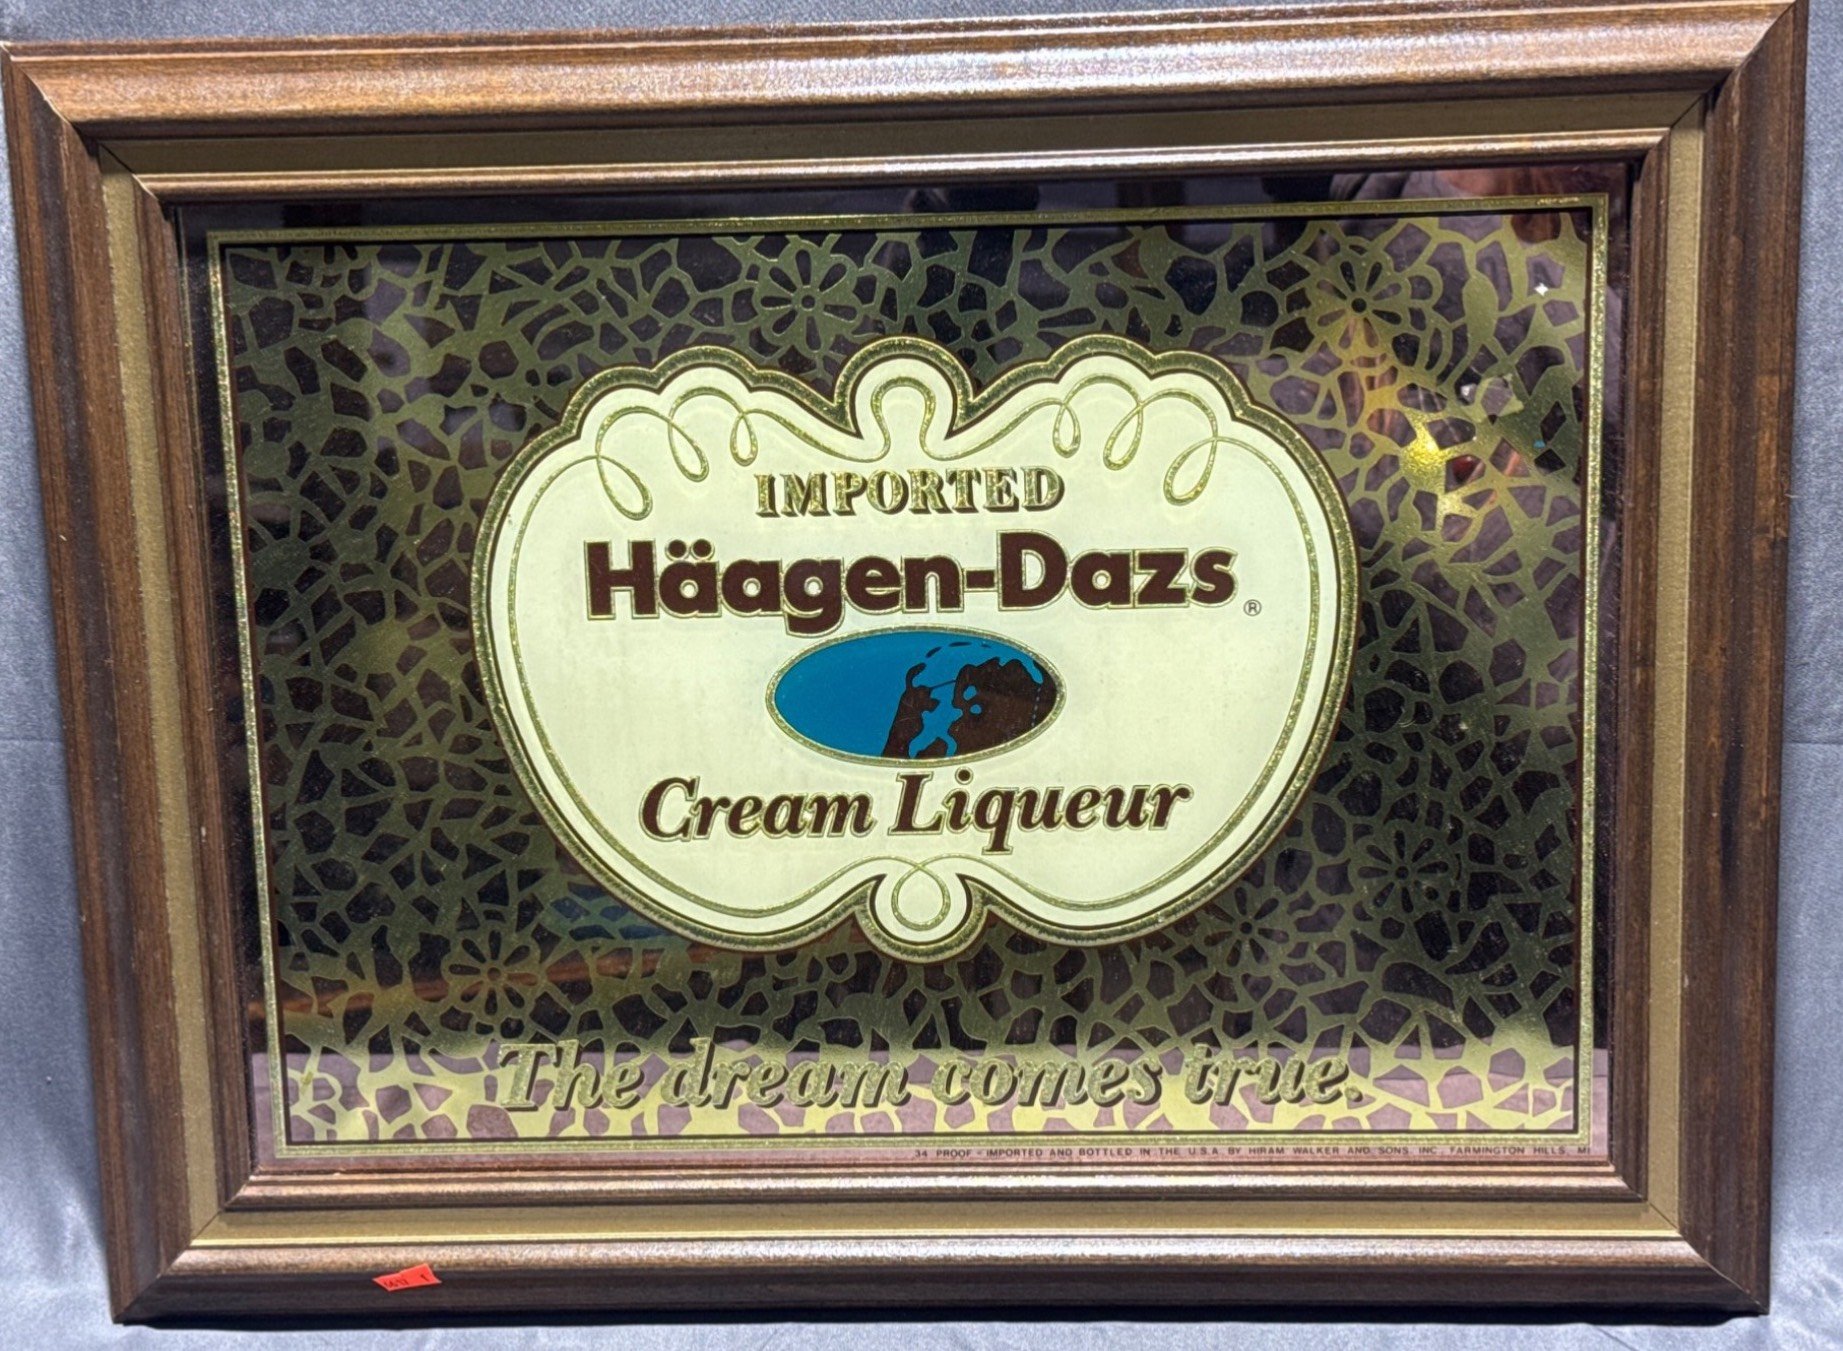 IMPORTED
Häagen-Dazs®
Cream Liqueur
The dream comes true.
34 PROOF - IMPORTED AND BOTTLED IN THE U.S.A. BY HIRAM WALKER AND SONS, INC., FARMINGTON HILLS, MI